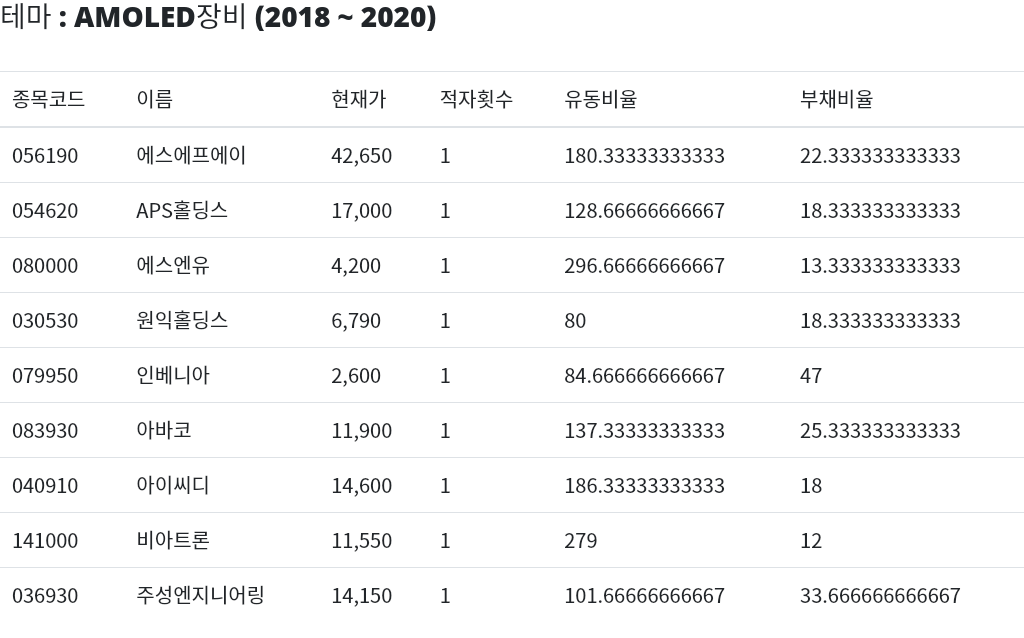 테마 : AMOLED장비 (2018 ~ 2020)
종목코드 이름 현재가 적자횟수 유동비율 부채비율
056190 에스에프에이 42,650 1 180.33333333333 22.333333333333
054620 APS홀딩스 17,000 1 128.66666666667 18.333333333333
080000 에스엔유 4,200 1 296.66666666667 13.333333333333
030530 원익홀딩스 6,790 1 80 18.333333333333
079950 인베니아 2,600 1 84.666666666667 47
083930 아바코 11,900 1 137.33333333333 25.333333333333
040910 아이씨디 14,600 1 186.33333333333 18
141000 비아트론 11,550 1 279 12
036930 주성엔지니어링 14,150 1 101.66666666667 33.666666666667